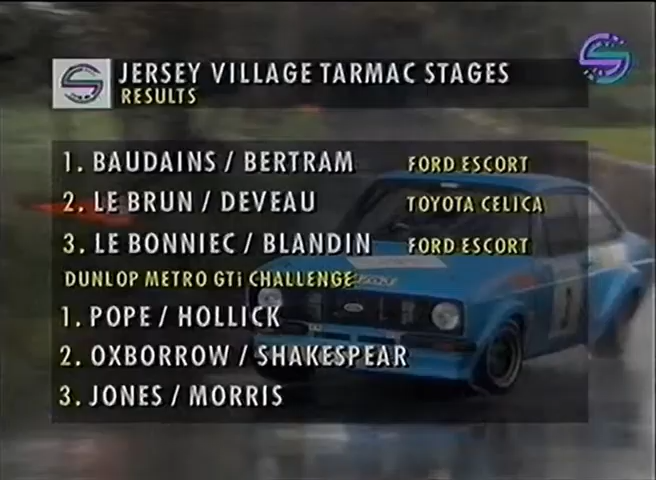 JERSEY VILLAGE TARMAC STAGES
RESULTS
1. BAUDAINS / BERTRAM FORD ESCORT
2. LE BRUN / DEVEAU TOYOTA CELICA
3. LE BONNIEC / BLANDIN FORD ESCORT
DUNLOP METRO GTi CHALLENGE
1. POPE / HOLLICK
2. OXBORROW / SHAKESPEAR
3. JONES / MORRIS